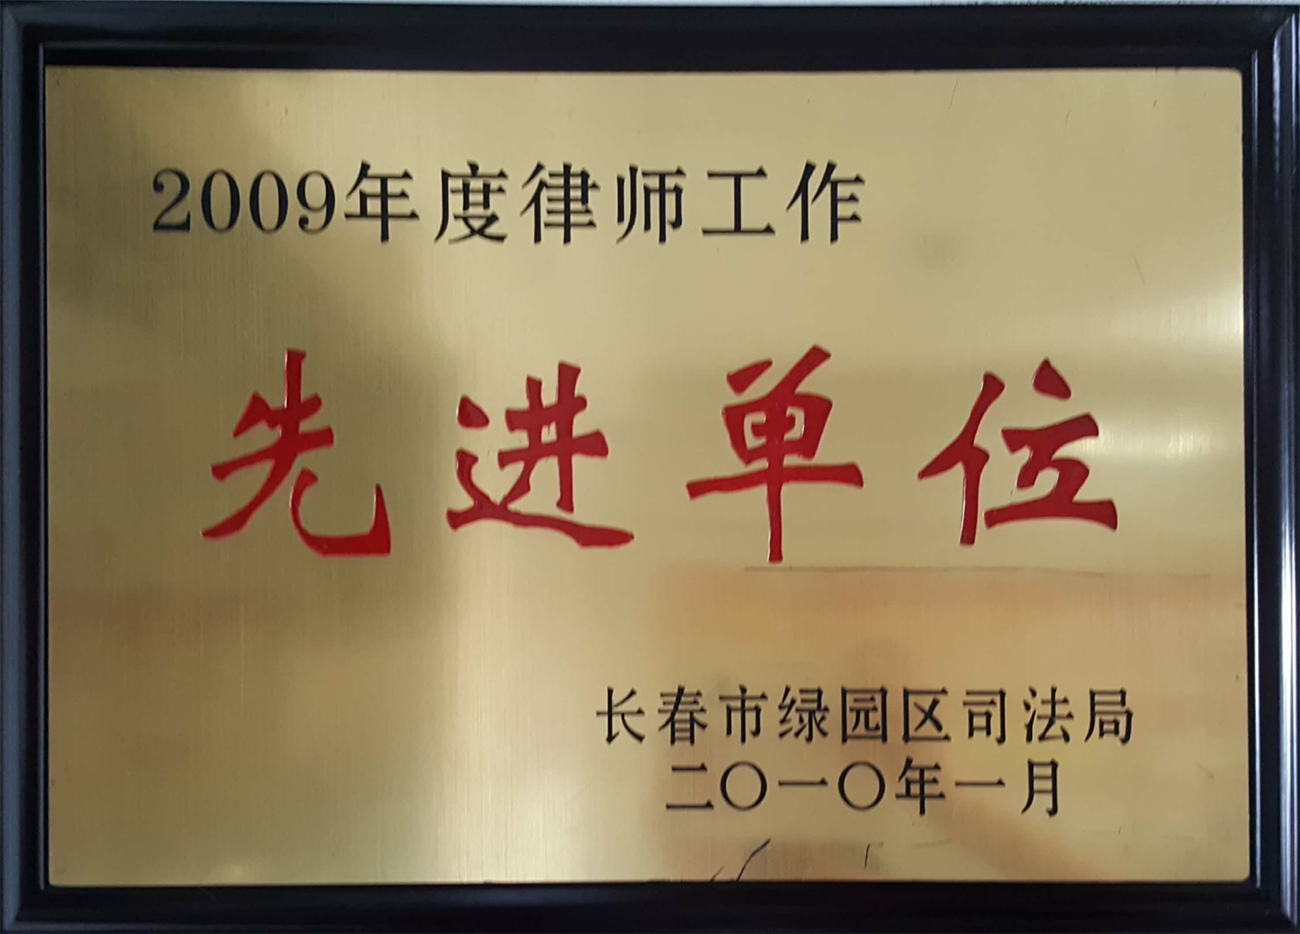 2009年度律师工作
先进单位
长春市绿园区司法局
二〇一〇年一月